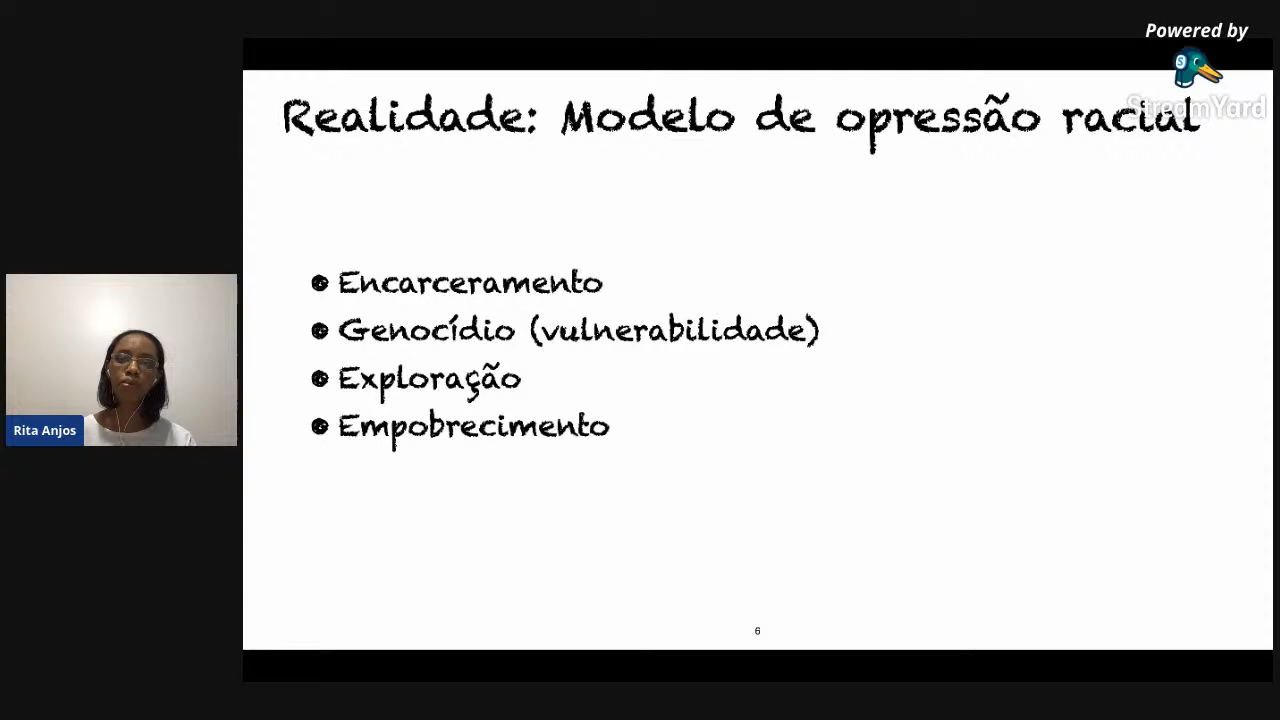 Powered by
StreamYard
Realidade: Modelo de opressão racial
Encarceramento
Genocídio (vulnerabilidade)
Exploração
Empobrecimento
Rita Anjos
6